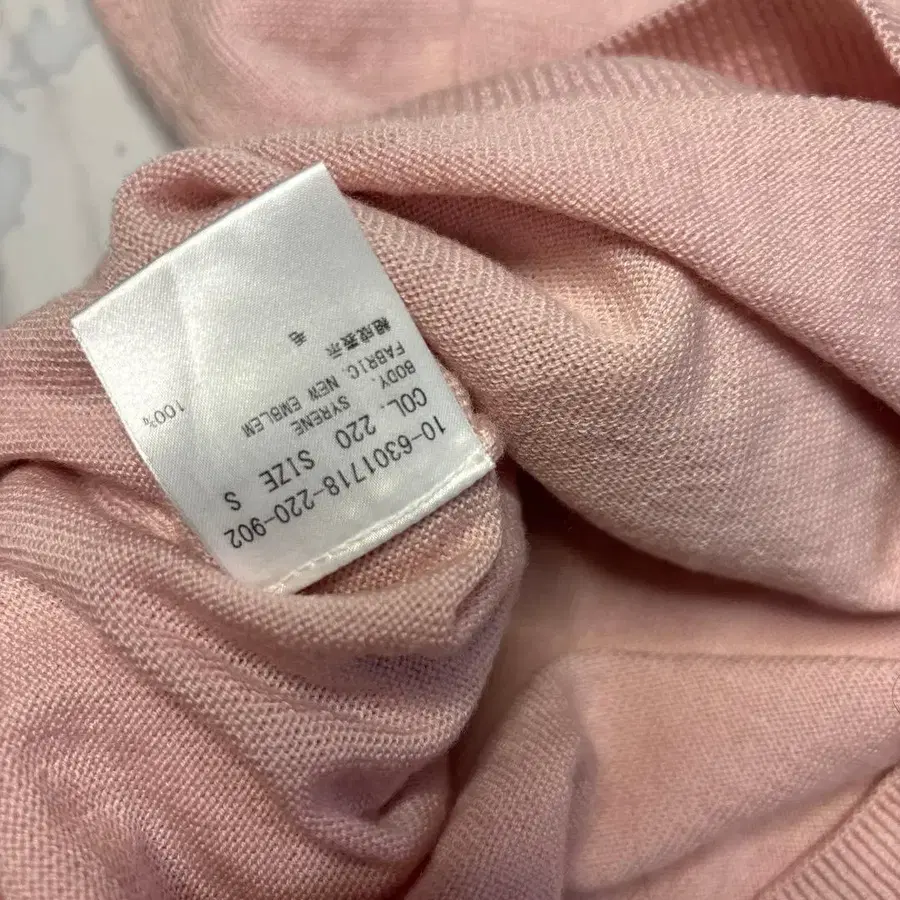 10-6301718-220-902
COL. 220 SIZE S
BODY. SYRENE
FABRIC. NEW EMBLEM
組成表示
毛 100%